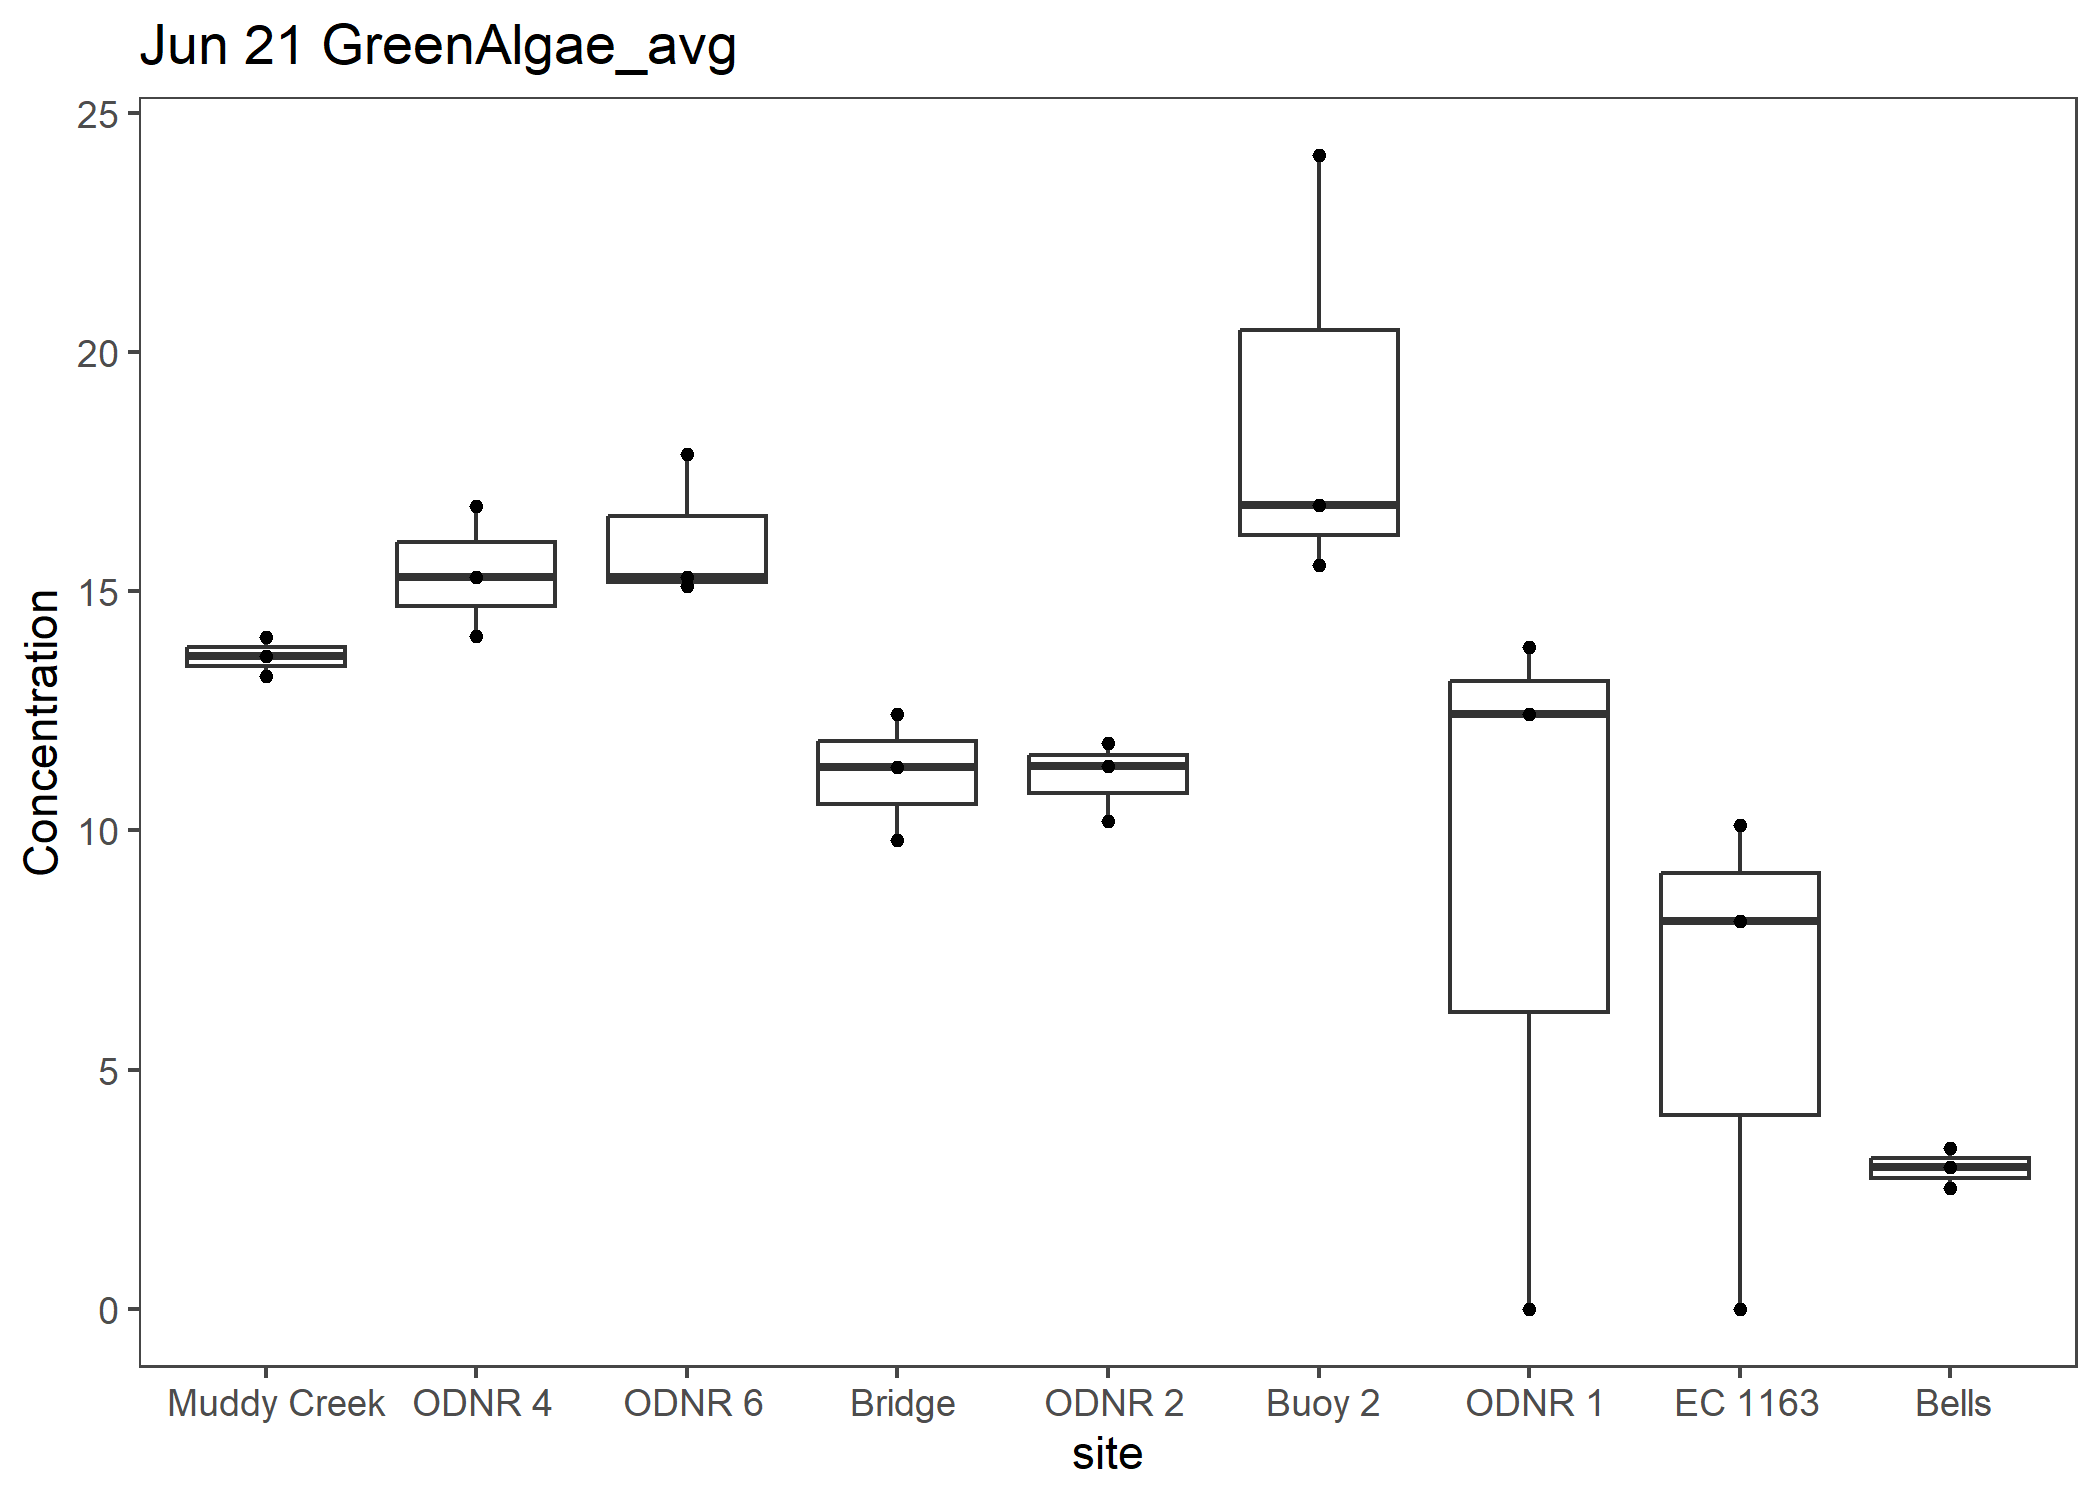 Jun 21 GreenAlgae_avg
25
20
15
10
5
0
Concentration
Muddy Creek ODNR 4 ODNR 6 Bridge ODNR 2 Buoy 2 ODNR 1 EC 1163 Bells
site